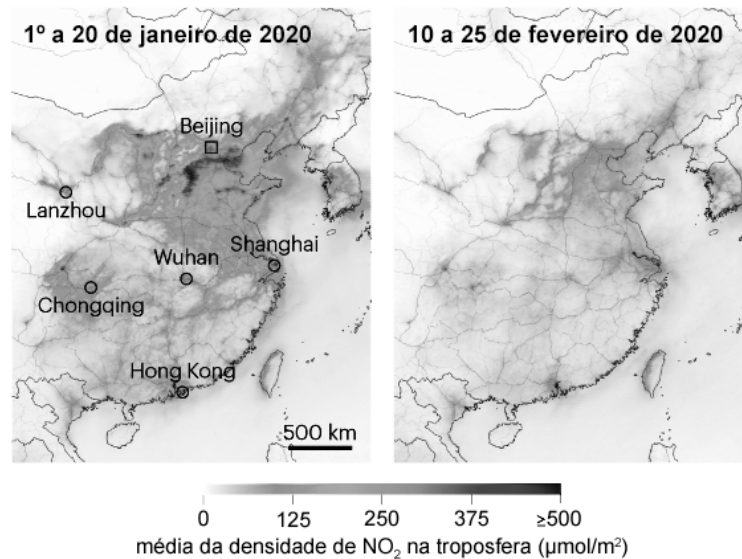 1º a 20 de janeiro de 2020
10 a 25 de fevereiro de 2020
Beijing
Lanzhou
Wuhan
Shanghai
Chongqing
Hong Kong
500 km
0 125 250 375 ≥500
média da densidade de NO₂ na troposfera (µmol/m²)